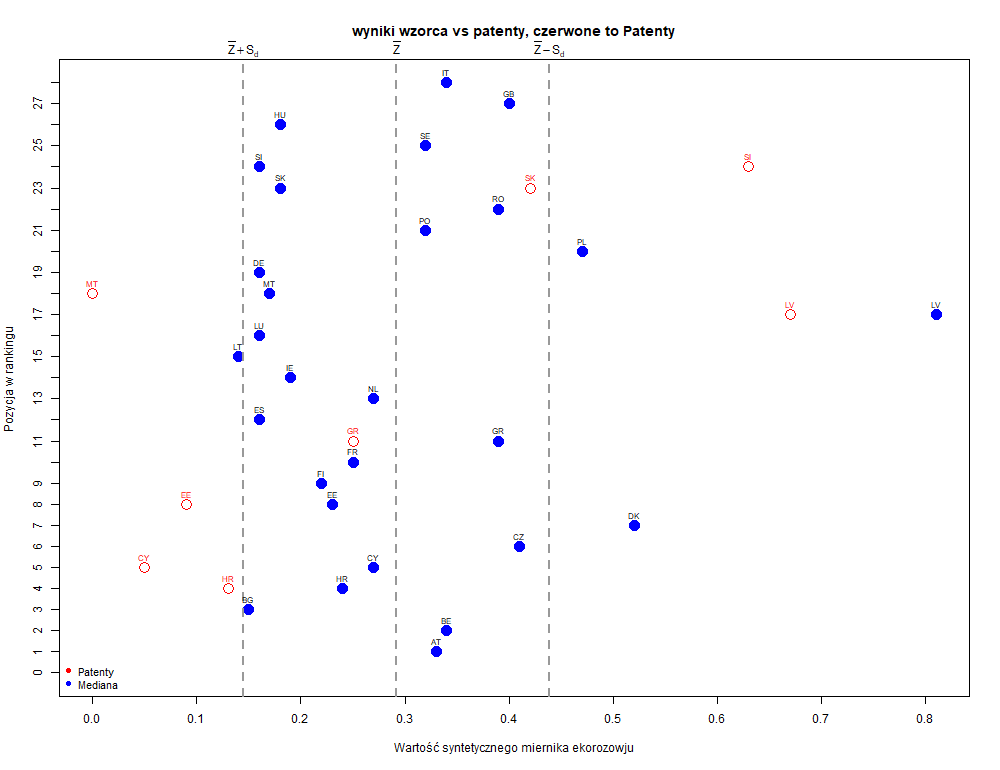 wyniki wzorca vs patenty, czerwone to Patenty
Z + Sd Z Z − Sd
IT
GB
27
HU
SE
25
SI SI
SK SK
23
RO
PO
21
PL
DE
19
MT MT
LV LV
17
LU
LT
15
IE
NL
13
ES
GR GR
11
FR
FI
9
EE EE
8
DK
7
CZ
6
CY CY
5
HR HR
4
BG
3
BE
2
AT
1
0
Pozycja w rankingu
Patenty
Mediana
0.0 0.1 0.2 0.3 0.4 0.5 0.6 0.7 0.8
Wartość syntetycznego miernika ekorozowju